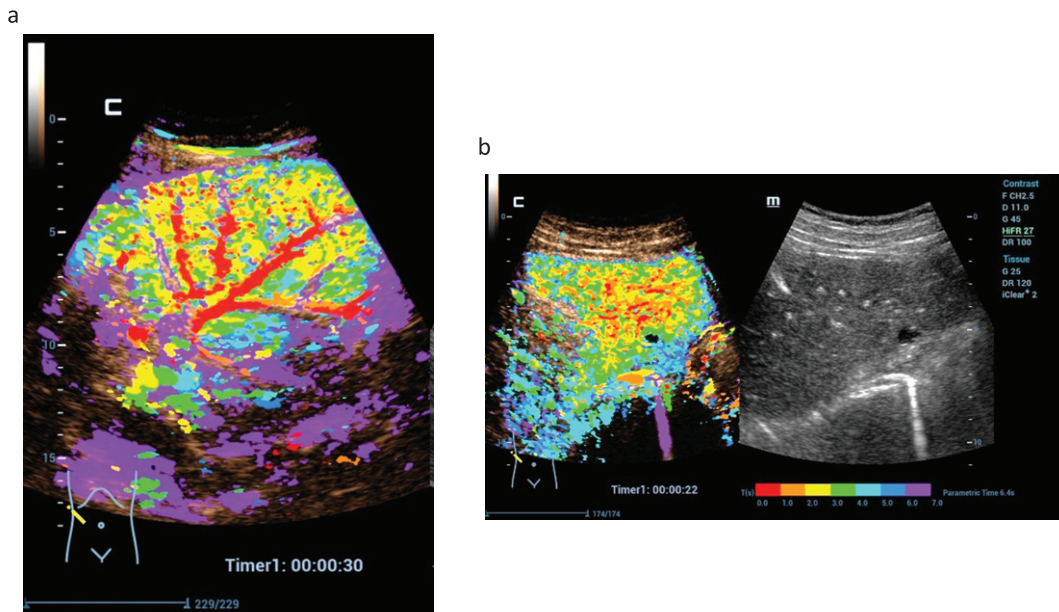 a
C
0
5
10
15
Timer1: 00:00:30
229/229
b
C
0
10
Timer1: 00:00:22
174/174
m
0
10
Contrast
F CH2.5
D 11.0
G 45
HiFR 27
DR 100
Tissue
G 25
DR 120
iClear+ 2
T(s)
0.0 1.0 2.0 3.0 4.0 5.0 6.0 7.0
Parametric Time 6.4s